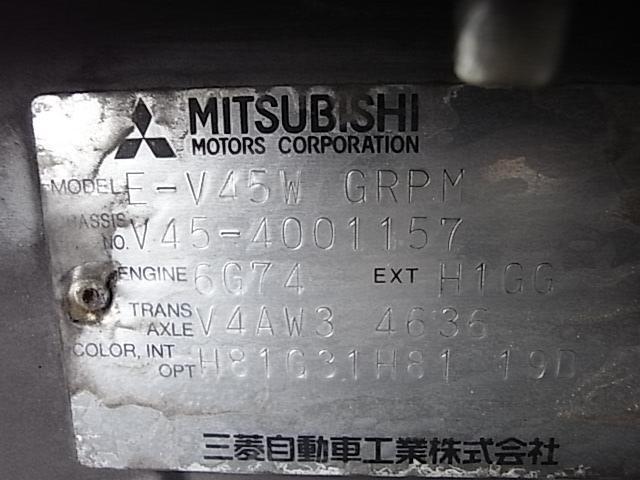 MITSUBISHI
MOTORS CORPORATION
MODEL E-V45W GRPM
CHASSIS
NO. V45-4001157
ENGINE 6G74 EXT H1GG
TRANS
AXLE V4AW3 4636
COLOR, INT
OPT H81G31H81 19D
三菱自動車工業株式会社